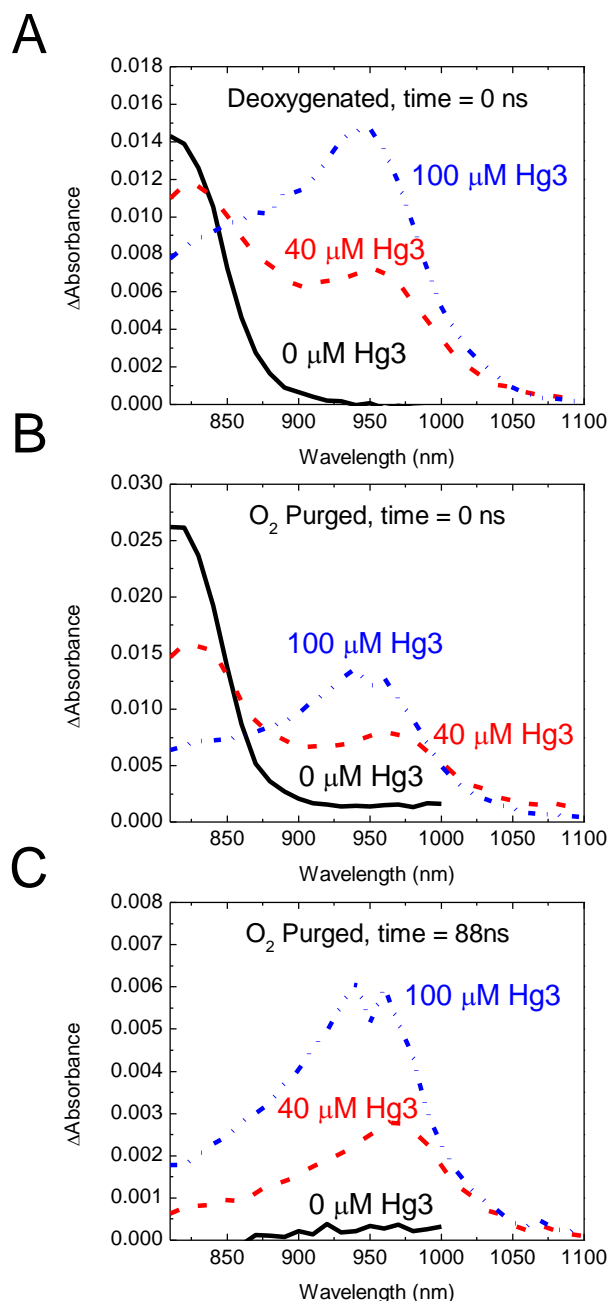 A
Deoxygenated, time = 0 ns
0.018
0.016
0.014
0.012
0.010
0.008
0.006
0.004
0.002
0.000
ΔAbsorbance
100 μM Hg3
40 μM Hg3
0 μM Hg3
850 900 950 1000 1050 1100
Wavelength (nm)
B
O₂ Purged, time = 0 ns
0.030
0.025
0.020
0.015
0.010
0.005
0.000
ΔAbsorbance
100 μM Hg3
40 μM Hg3
0 μM Hg3
850 900 950 1000 1050 1100
Wavelength (nm)
C
O₂ Purged, time = 88ns
0.008
0.007
0.006
0.005
0.004
0.003
0.002
0.001
0.000
ΔAbsorbance
100 μM Hg3
40 μM Hg3
0 μM Hg3
850 900 950 1000 1050 1100
Wavelength (nm)